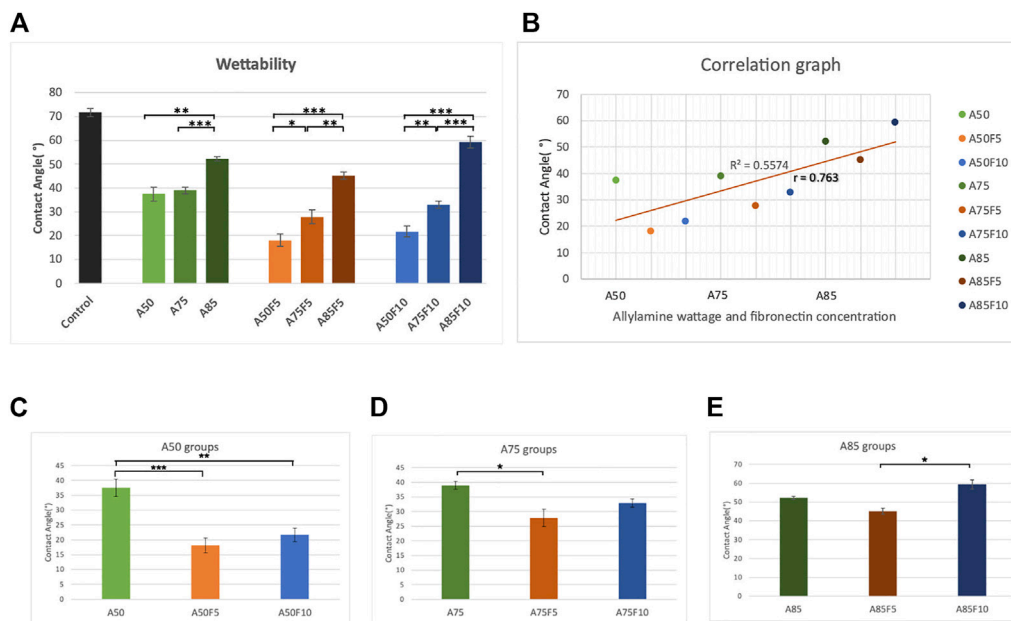 A
Wettability
Contact Angle( °)
80
70
60
50
40
30
20
10
0
**
***
***
*
**
***
**
***
Control
A50
A75
A85
A50F5
A75F5
A85F5
A50F10
A75F10
A85F10
B
Correlation graph
Contact Angle(°)
70
60
50
40
30
20
10
0
R² = 0.5574
r = 0.763
A50
A75
A85
Allylamine wattage and fibronectin concentration
A50
A50F5
A50F10
A75
A75F5
A75F10
A85
A85F5
A85F10
C
A50 groups
Contact Angle(°)
45
40
35
30
25
20
15
10
5
0
**
***
A50
A50F5
A50F10
D
A75 groups
Contact Angle(°)
45
40
35
30
25
20
15
10
5
0
*
A75
A75F5
A75F10
E
A85 groups
Contact Angle(°)
70
60
50
40
30
20
10
0
*
A85
A85F5
A85F10